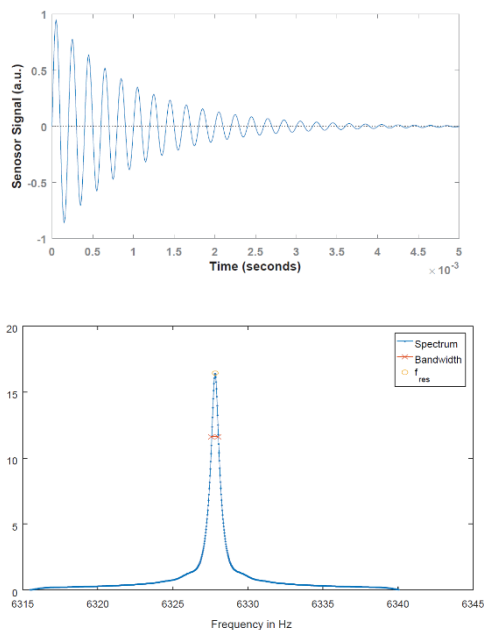 1
0.5
0
-0.5
-1
Senosor Signal (a.u.)
0 0.5 1 1.5 2 2.5 3 3.5 4 4.5 5
Time (seconds)
× 10-3
20
15
10
5
0
Spectrum
Bandwidth
f res
6315 6320 6325 6330 6335 6340 6345
Frequency in Hz